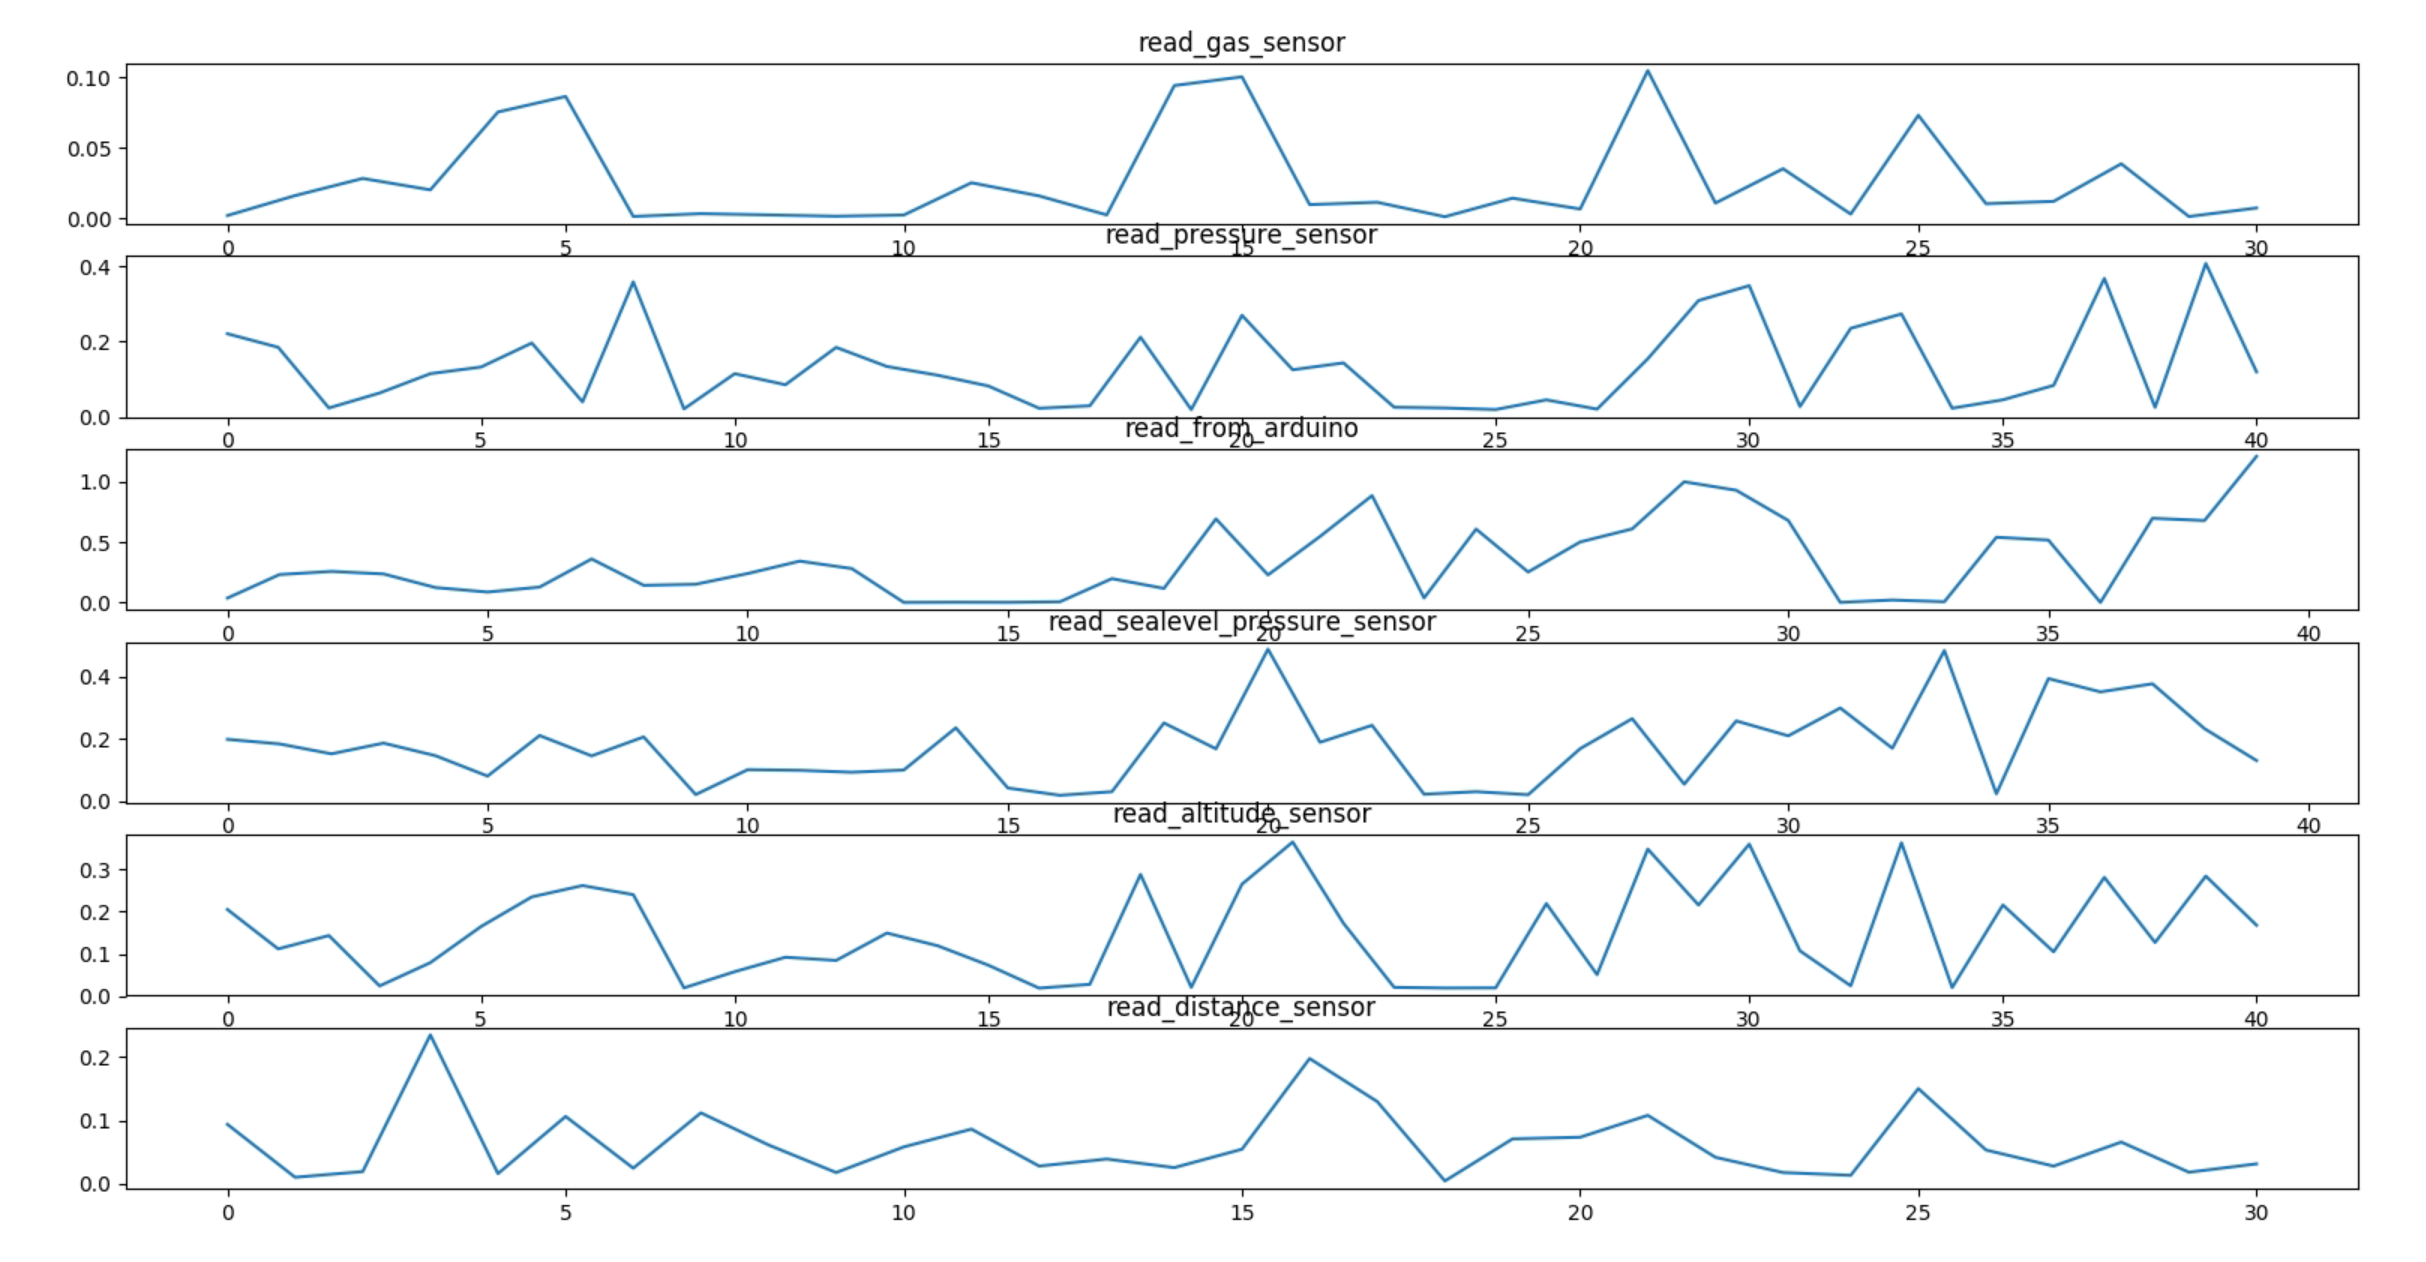 read_gas_sensor
0.10
0.05
0.00
0 5 10 15 20 25 30
read_pressure_sensor
0.4
0.2
0.0
0 5 10 15 20 25 30 35 40
read_from_arduino
1.0
0.5
0.0
0 5 10 15 20 25 30 35 40
read_sealevel_pressure_sensor
0.4
0.2
0.0
0 5 10 15 20 25 30 35 40
read_altitude_sensor
0.3
0.2
0.1
0.0
0 5 10 15 20 25 30 35 40
read_distance_sensor
0.2
0.1
0.0
0 5 10 15 20 25 30